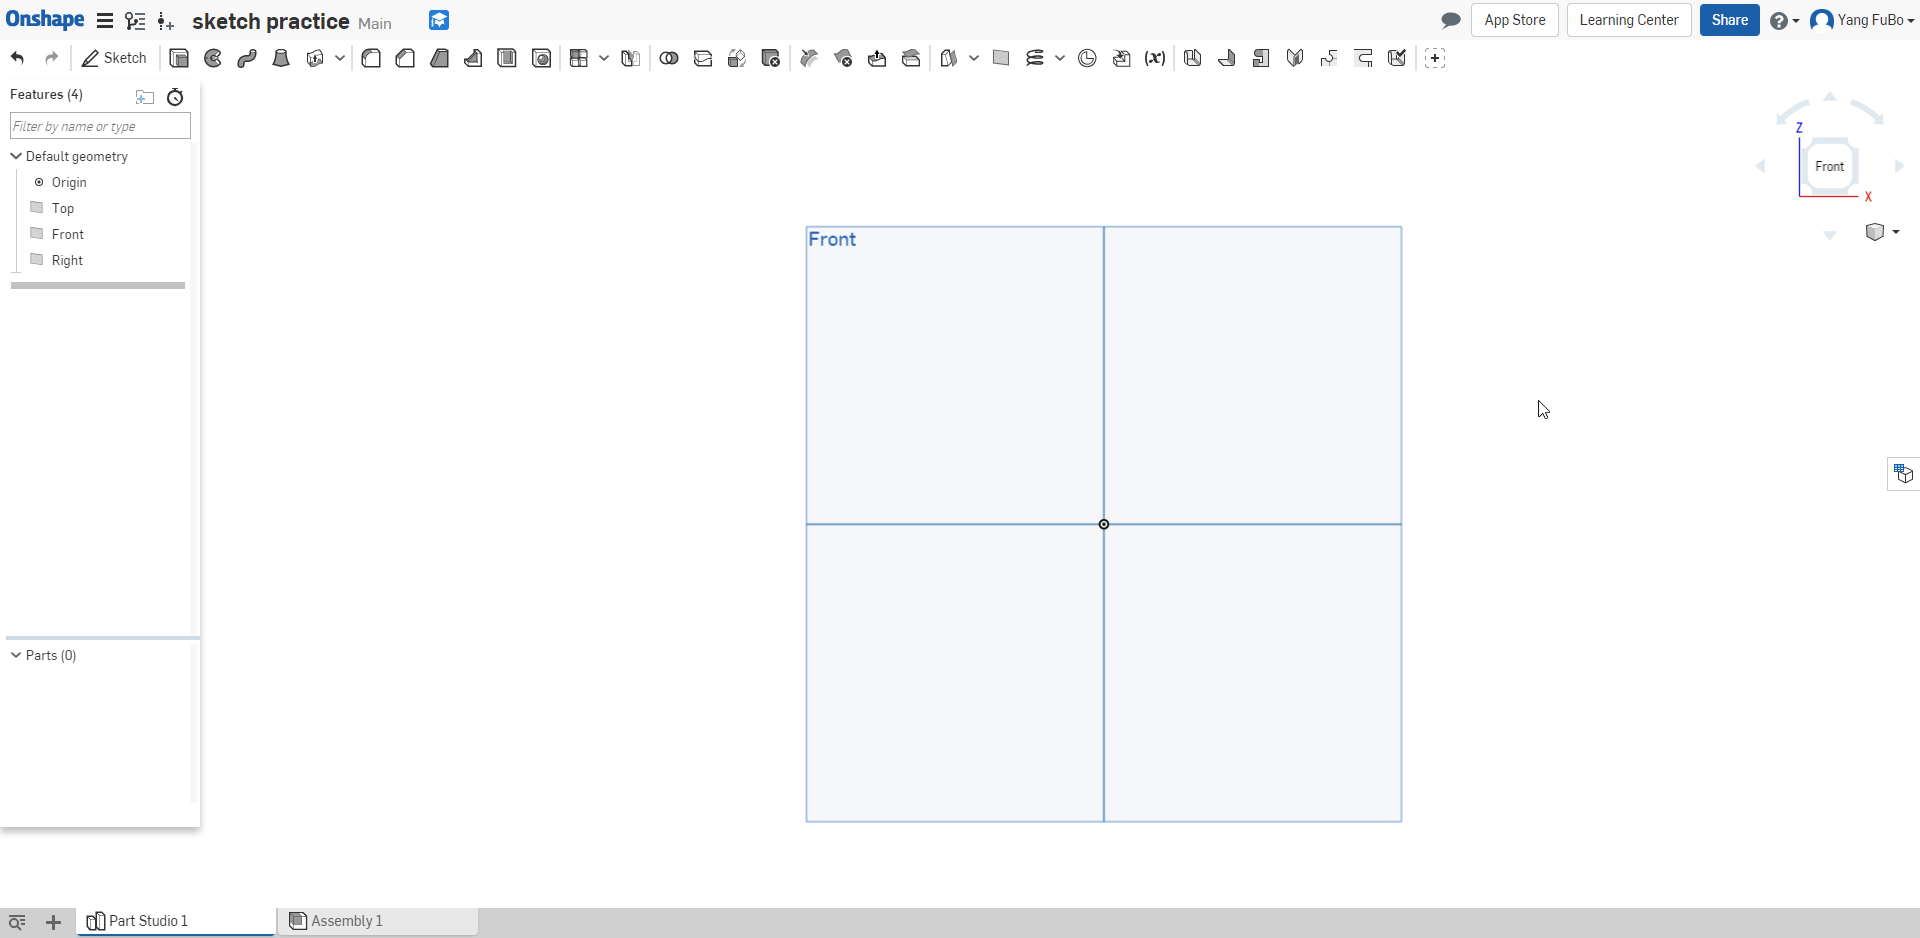 Onshape
sketch practice Main
App Store
Learning Center
Share
Yang FuBo
Sketch
(x)
Features (4)
Filter by name or type
Default geometry
Origin
Top
Front
Right
Parts (0)
Front
Z
Front
X
Part Studio 1
Assembly 1